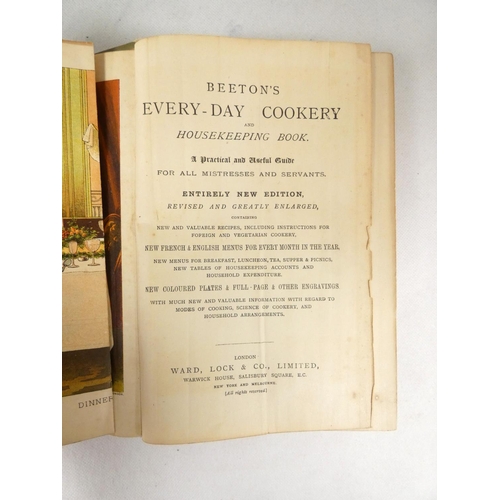 BEETON'S
EVERY-DAY COOKERY
AND
HOUSEKEEPING BOOK.
A Practical and Useful Guide
FOR ALL MISTRESSES AND SERVANTS.
ENTIRELY NEW EDITION,
REVISED AND GREATLY ENLARGED,
CONTAINING
NEW AND VALUABLE RECIPES, INCLUDING INSTRUCTIONS FOR
FOREIGN AND VEGETARIAN COOKERY,
NEW FRENCH & ENGLISH MENUS FOR EVERY MONTH IN THE YEAR.
NEW MENUS FOR BREAKFAST, LUNCHEON, TEA, SUPPER & PICNICS,
NEW TABLES OF HOUSEKEEPING ACCOUNTS AND
HOUSEHOLD EXPENDITURE.
NEW COLOURED PLATES & FULL-PAGE & OTHER ENGRAVINGS
WITH MUCH NEW AND VALUABLE INFORMATION WITH REGARD TO
MODES OF COOKING, SCIENCE OF COOKERY, AND
HOUSEHOLD ARRANGEMENTS.
LONDON
WARD, LOCK & CO., LIMITED,
WARWICK HOUSE, SALISBURY SQUARE, E.C.
NEW YORK AND MELBOURNE.
(All rights reserved)
DINNER